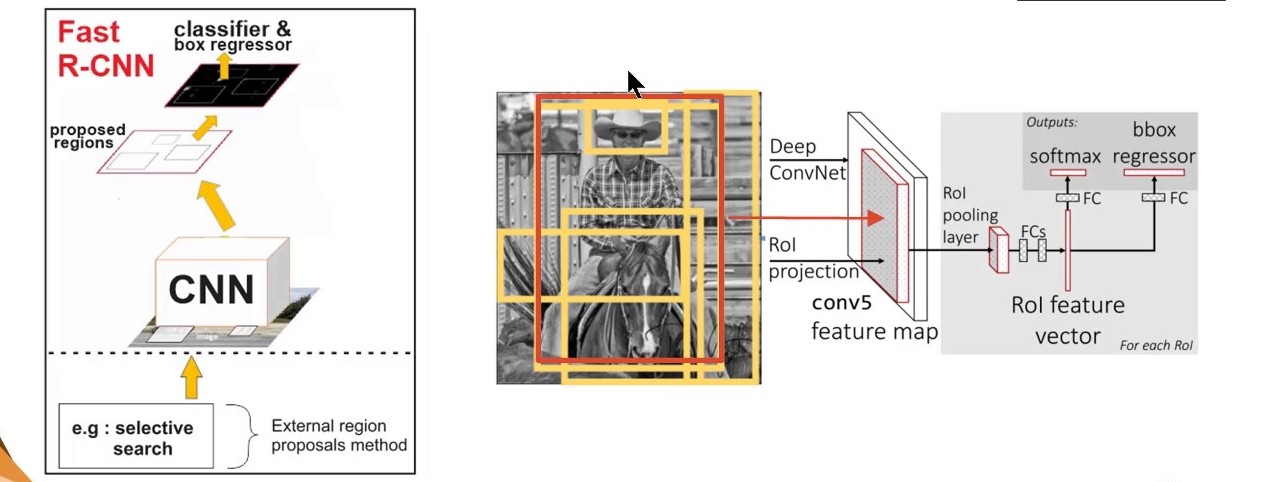 Fast
R-CNN
classifier &
box regressor
proposed
regions
CNN
image
e.g : selective
search
External region
proposals method
Deep
ConvNet
RoI
projection
conv5
feature map
RoI
pooling
layer
FCs
RoI feature
vector
For each RoI
Outputs:
softmax
bbox
regressor
FC
FC